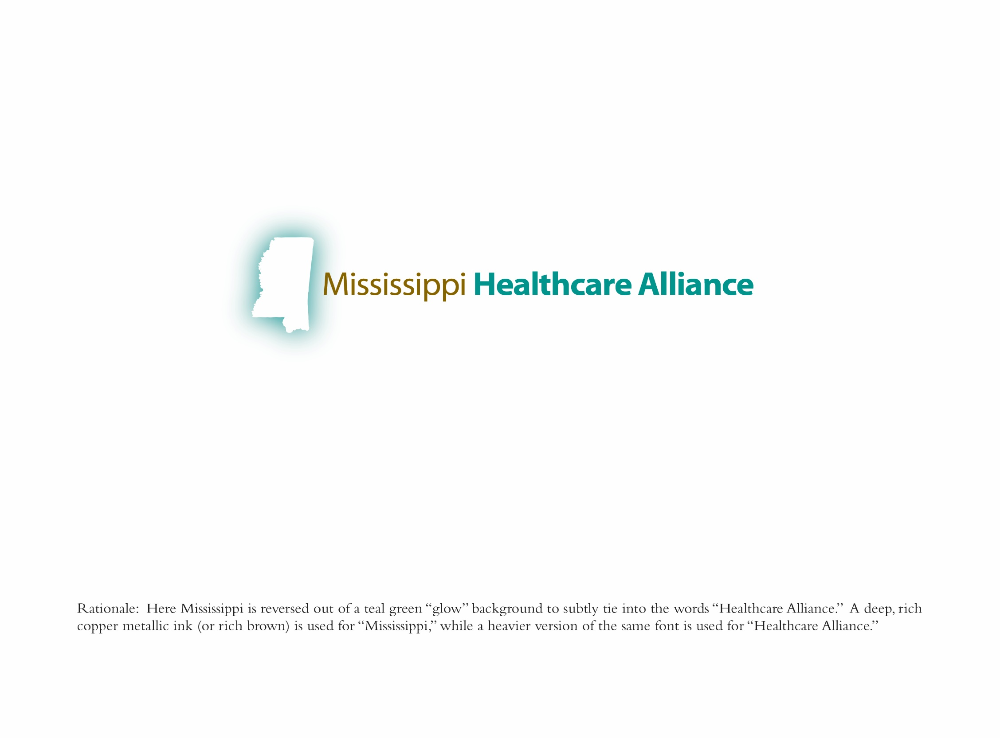 Mississippi Healthcare Alliance
Rationale:  Here Mississippi is reversed out of a teal green “glow” background to subtly tie into the words “Healthcare Alliance.”  A deep, rich
copper metallic ink (or rich brown) is used for “Mississippi,” while a heavier version of the same font is used for “Healthcare Alliance.”